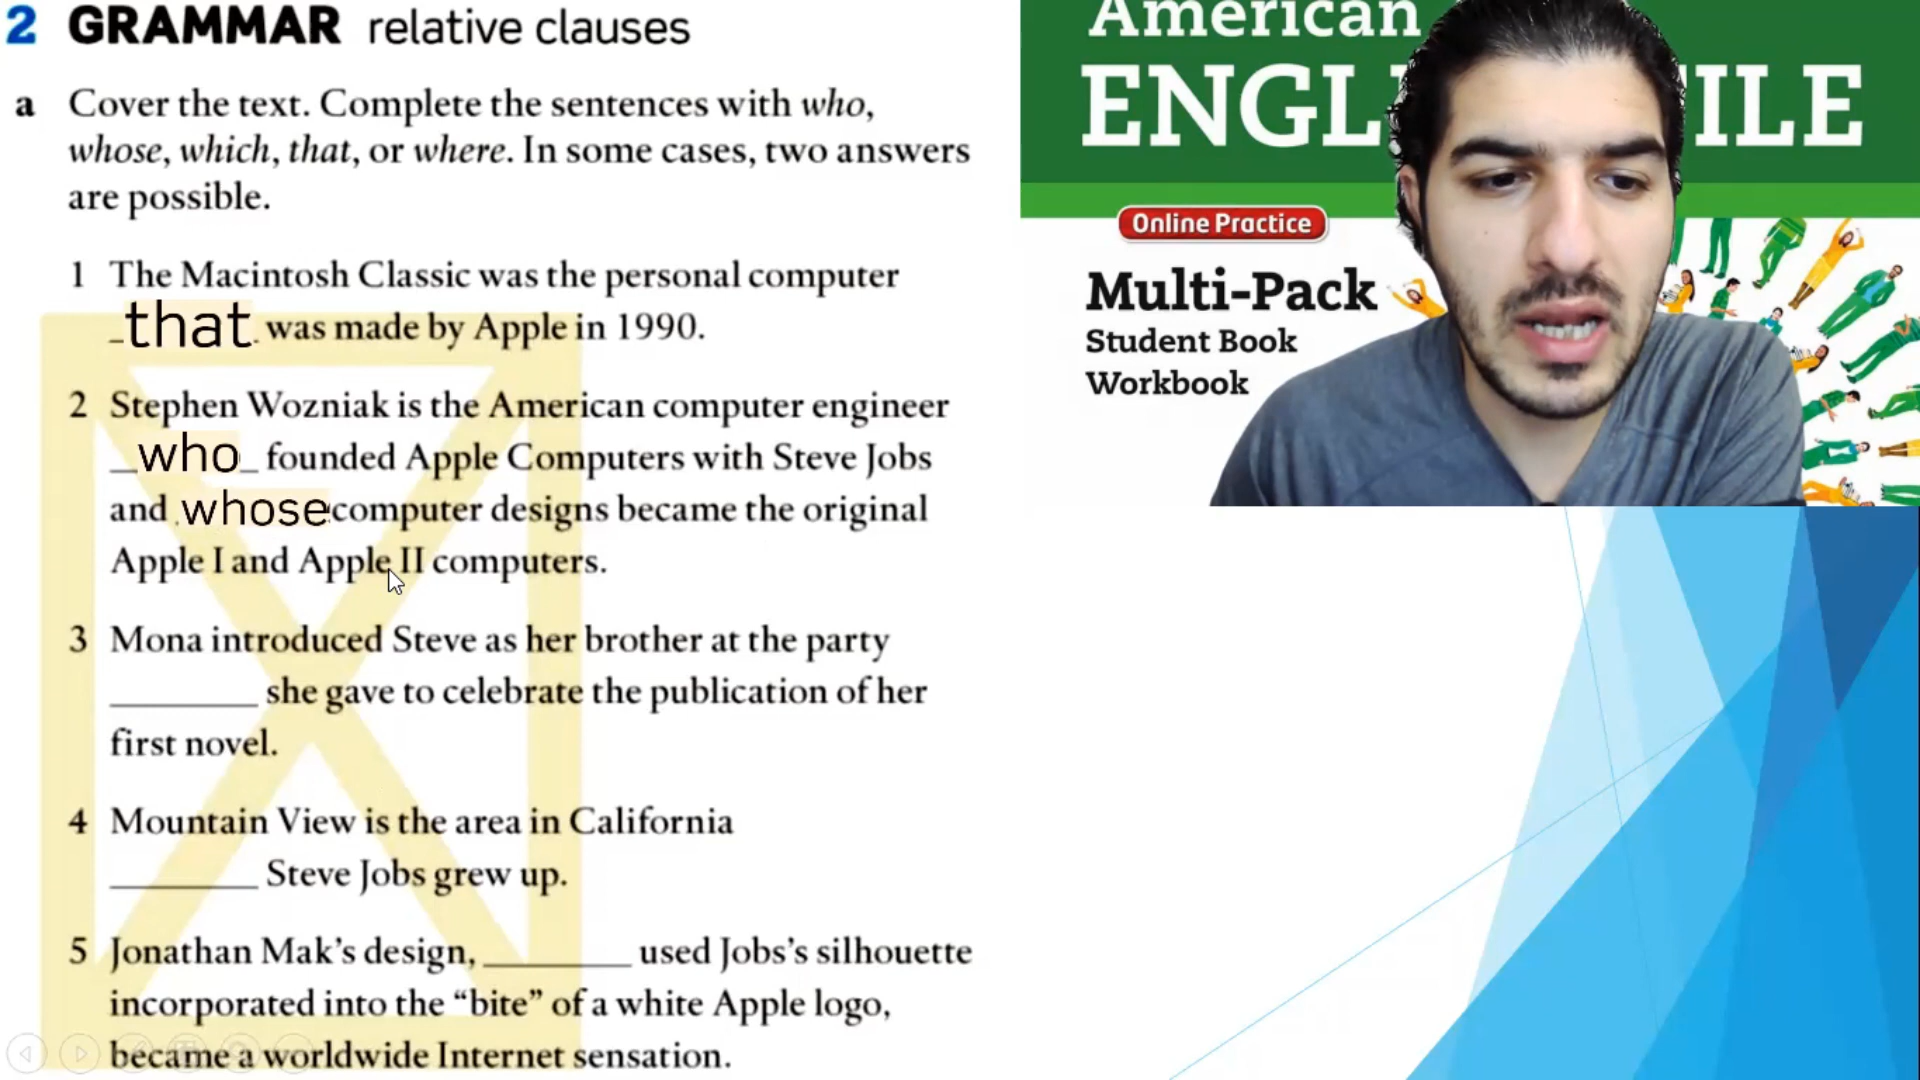 2 GRAMMAR relative clauses
a Cover the text. Complete the sentences with who,
whose, which, that, or where. In some cases, two answers
are possible.
1 The Macintosh Classic was the personal computer
that was made by Apple in 1990.
2 Stephen Wozniak is the American computer engineer
who founded Apple Computers with Steve Jobs
and whose computer designs became the original
Apple I and Apple II computers.
3 Mona introduced Steve as her brother at the party
________ she gave to celebrate the publication of her
first novel.
4 Mountain View is the area in California
________ Steve Jobs grew up.
5 Jonathan Mak's design, ________ used Jobs's silhouette
incorporated into the “bite” of a white Apple logo,
became a worldwide Internet sensation.
American
ENGL ILE
Online Practice
Multi-Pack
Student Book
Workbook